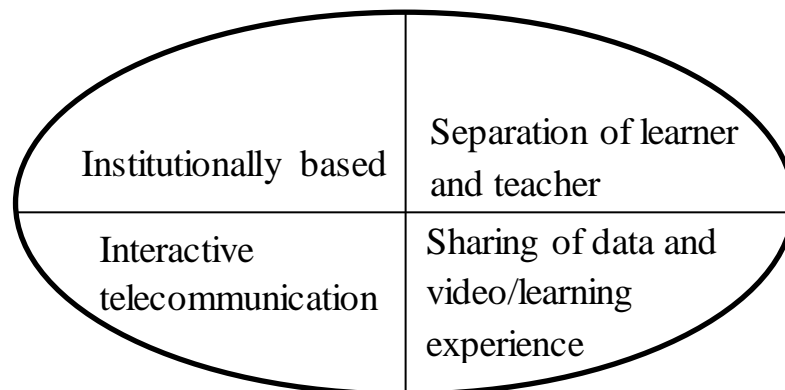 Institutionally based
Separation of learner
and teacher
Interactive
telecommunication
Sharing of data and
video/learning
experience